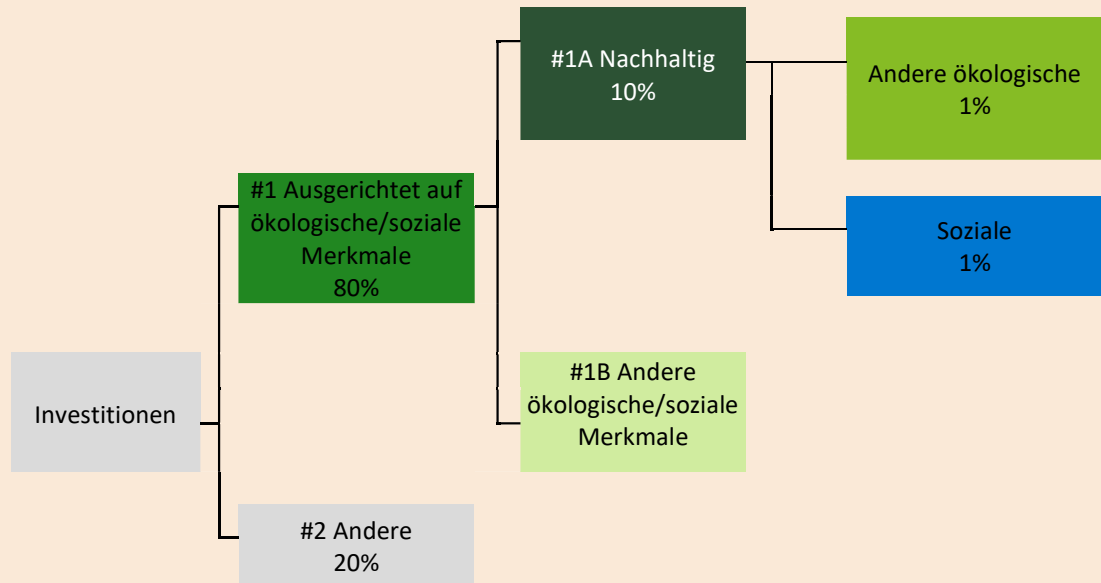 #1A Nachhaltig
10%
Andere ökologische
1%
#1 Ausgerichtet auf
ökologische/soziale
Merkmale
80%
Soziale
1%
Investitionen
#1B Andere
ökologische/soziale
Merkmale
#2 Andere
20%